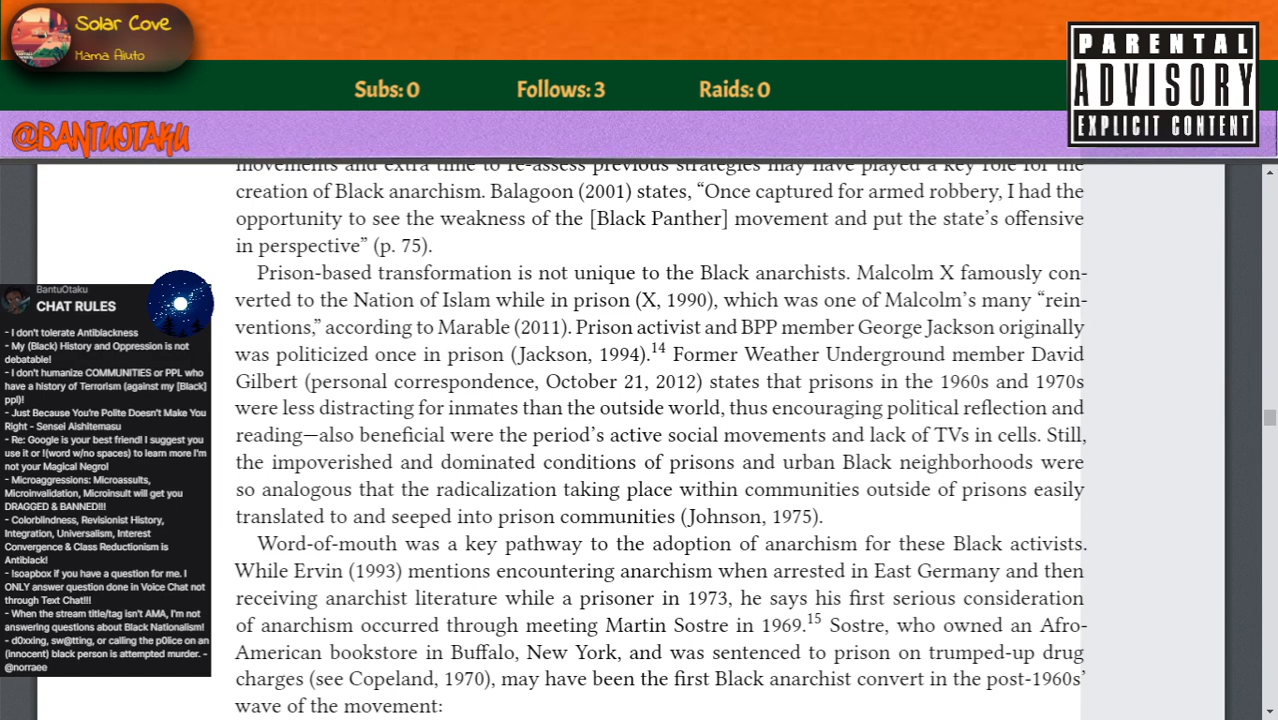 Solar Cove
Mama Aiuto
PARENTAL
ADVISORY
EXPLICIT CONTENT
Subs: 0
Follows: 3
Raids: 0
@BANTUOTAKU
movements and extra time to re-assess previous strategies may have played a key role for the
creation of Black anarchism. Balagoon (2001) states, “Once captured for armed robbery, I had the
opportunity to see the weakness of the [Black Panther] movement and put the state’s offensive
in perspective” (p. 75).
Prison-based transformation is not unique to the Black anarchists. Malcolm X famously con-
verted to the Nation of Islam while in prison (X, 1990), which was one of Malcolm’s many “rein-
ventions,” according to Marable (2011). Prison activist and BPP member George Jackson originally
was politicized once in prison (Jackson, 1994).14 Former Weather Underground member David
Gilbert (personal correspondence, October 21, 2012) states that prisons in the 1960s and 1970s
were less distracting for inmates than the outside world, thus encouraging political reflection and
reading—also beneficial were the period’s active social movements and lack of TVs in cells. Still,
the impoverished and dominated conditions of prisons and urban Black neighborhoods were
so analogous that the radicalization taking place within communities outside of prisons easily
translated to and seeped into prison communities (Johnson, 1975).
Word-of-mouth was a key pathway to the adoption of anarchism for these Black activists.
While Ervin (1993) mentions encountering anarchism when arrested in East Germany and then
receiving anarchist literature while a prisoner in 1973, he says his first serious consideration
of anarchism occurred through meeting Martin Sostre in 1969.15 Sostre, who owned an Afro-
American bookstore in Buffalo, New York, and was sentenced to prison on trumped-up drug
charges (see Copeland, 1970), may have been the first Black anarchist convert in the post-1960s’
wave of the movement:
BantuOtaku
CHAT RULES
- I don't tolerate Antiblackness
- My (Black) History and Oppression is not
debatable!
- I don't humanize COMMUNITIES or PPL who
have a history of Terrorism (against my [Black]
ppl)!
- Just Because You're Polite Doesn't Make You
Right - Sensei Aishitemasu
- Re: Google is your best friend! I suggest you
use it or !(word w/no spaces) to learn more I'm
not your Magical Negro!
- Microaggressions: Microassults,
Microinvalidation, Microinsult will get you
DRAGGED & BANNED!!!
- Colorblindness, Revisionist History,
Integration, Universalism, Interest
Convergence & Class Reductionism is
Antiblack!
- !soapbox if you have a question for me. I
ONLY answer question done in Voice Chat not
through Text Chat!!!
- When the stream title/tag isn't AMA, I'm not
answering questions about Black Nationalism!
- d0xxing, sw@tting, or calling the p0lice on an
(innocent) black person is attempted murder. -
@norraee